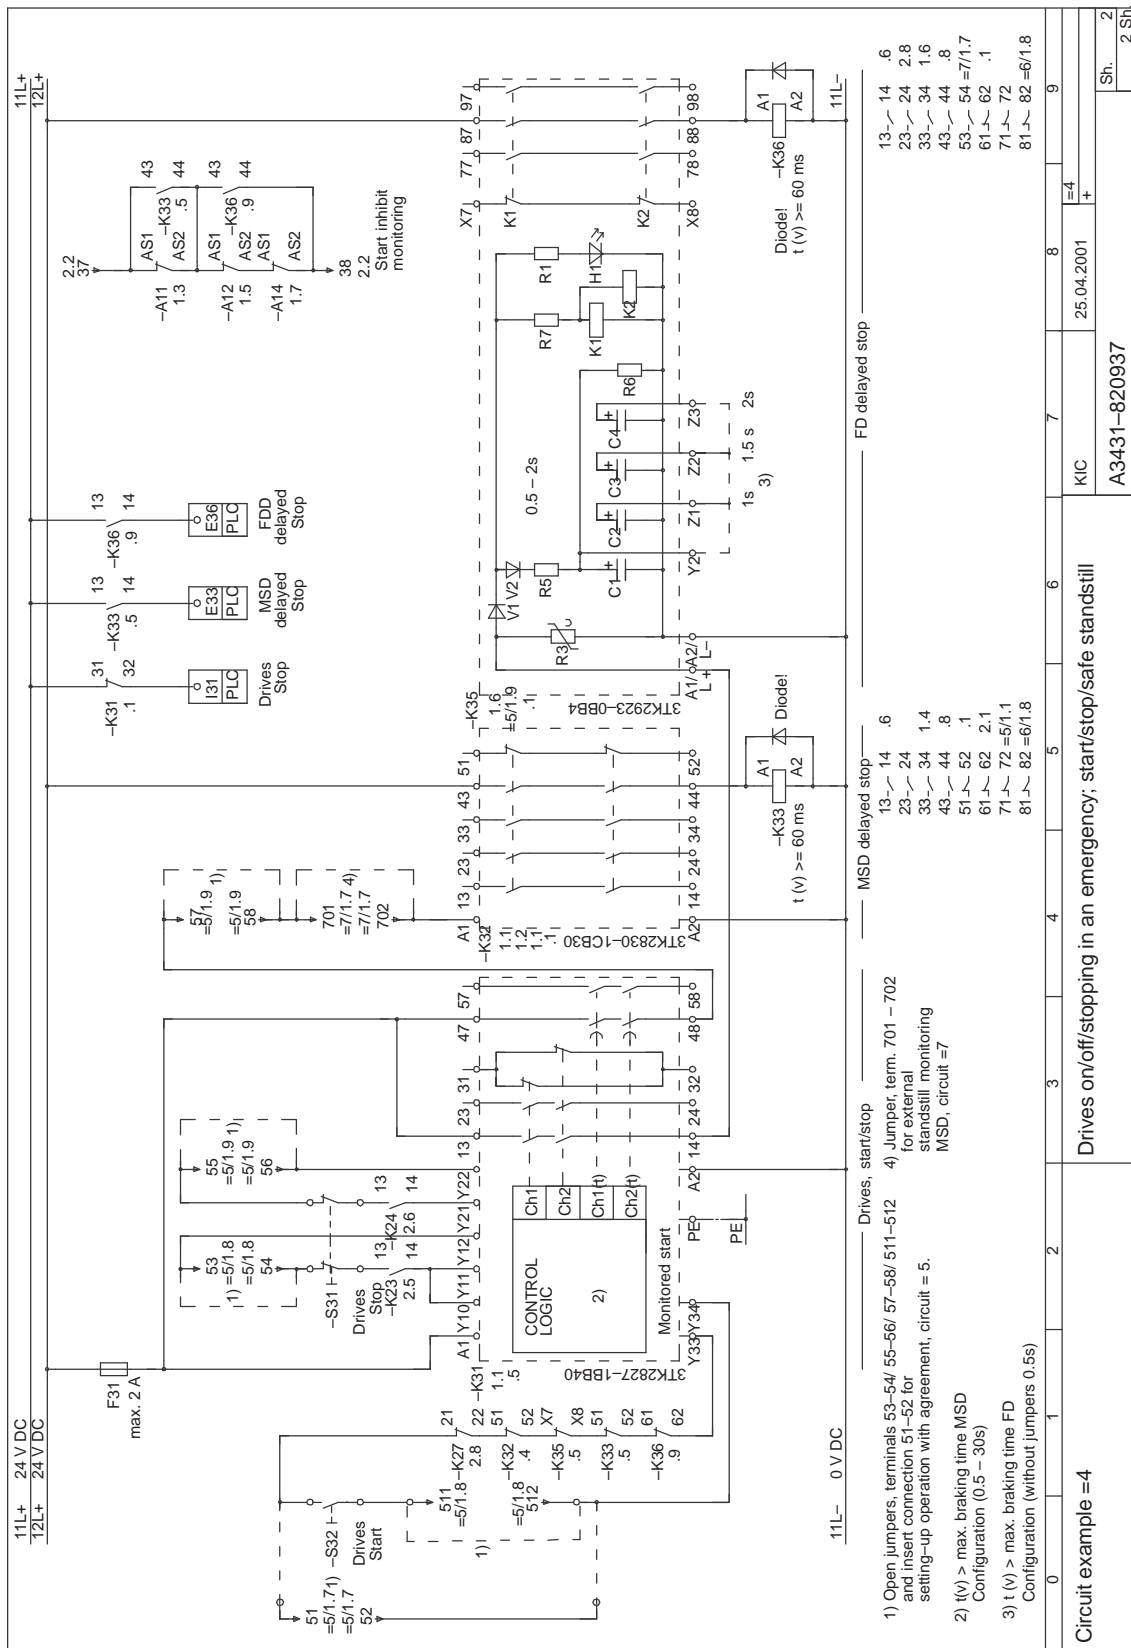 11L+ 24 V DC
12L+ 24 V DC
11L+
12L+
F31
max. 2 A
51
=5/1.71)
=5/1.7
52
–S32
Drives
Start
1)
511
=5/1.8
=5/1.8
512
–K27
2.8
21
22
–K32
.4
51
52
–K35
.5
X7
X8
–K33
.5
51
52
–K36
.9
61
62
53
1) =5/1.8
=5/1.8
54
–S31
Drives
Stop
–K23
2.5
13
14
55
=5/1.9 1)
=5/1.9
56
–K24
2.6
13
14
57
=5/1.9 1)
=5/1.9
58
701
=7/1.7 4)
=7/1.7
702
–K31
.1
31
32
I31
PLC
Drives
Stop
–K33
.5
13
14
E33
PLC
MSD
delayed
Stop
–K36
.9
13
14
E36
PLC
FDD
delayed
Stop
2.2
37
–A11
1.3
AS1
AS2
–K33
.5
43
44
–A12
1.5
AS1
AS2
–K36
.9
43
44
–A14
1.7
AS1
AS2
38
2.2
Start inhibit
monitoring
–K31
1.1
.5
3TK2827–1BB40
A1 Y10 Y11 Y12 Y21 Y22 13 23 31 47 57
CONTROL
LOGIC
2)
Ch1
Ch2
Ch1(t)
Ch2(t)
Monitored start
Y33 Y34 PE A2 14 24 32 48 58
PE
–K32
1.1
1.2
1.1
.1
3TK2830–1CB30
A1 13 23 33 43 51
A2 14 24 34 44 52
–K35
1.6
=5/1.9
.1
3TK2923–0BB4
R3
V1 V2
R5
C1
C2
C3
C4
R6
R7
K1
K2
R1
H1
0.5 – 2s
A1/
L+
A2/
L–
Y2 Z1 Z2 Z3
1s 1.5 s 2s
3)
X7 77 87 97
K1
K2
X8 78 88 98
–K33
A1
A2
Diode!
t (v) >= 60 ms
–K36
A1
A2
Diode!
t (v) >= 60 ms
11L– 0 V DC
11L–
Drives, start/stop
MSD delayed stop
FD delayed stop
13 14 .6
23 24
33 34 1.4
43 44 .8
51 52 .1
61 62 2.1
71 72 =5/1.1
81 82 =6/1.8
13 14 .6
23 24 2.8
33 34 1.6
43 44 .8
53 54 =7/1.7
61 62 .1
71 72
81 82 =6/1.8
1) Open jumpers, terminals 53–54/ 55–56/ 57–58/ 511–512
and insert connection 51–52 for
setting–up operation with agreement, circuit = 5.
2) t(v) > max. braking time MSD
Configuration (0.5 – 30s)
3) t (v) > max. braking time FD
Configuration (without jumpers 0.5s)
4) Jumper, term. 701 – 702
for external
standstill monitoring
MSD, circuit =7
0 1 2 3 4 5 6 7 8 9
Circuit example =4
Drives on/off/stopping in an emergency; start/stop/safe standstill
KIC
25.04.2001
=4
+
A3431–820937
Sh. 2
2 Sh.